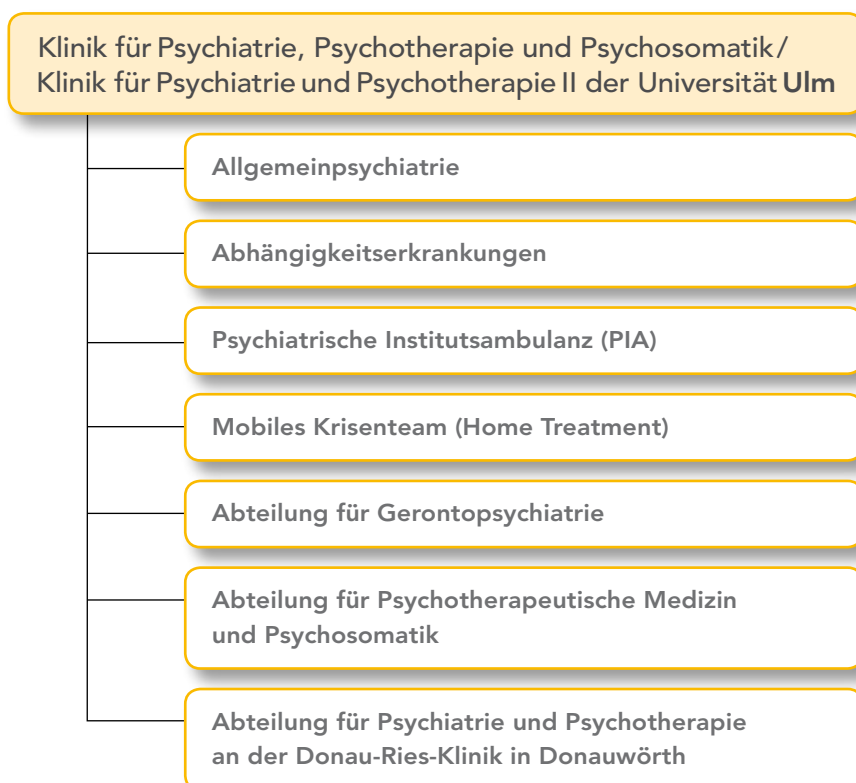 Klinik für Psychiatrie, Psychotherapie und Psychosomatik/
Klinik für Psychiatrie und Psychotherapie II der Universität Ulm
Allgemeinpsychiatrie
Abhängigkeitserkrankungen
Psychiatrische Institutsambulanz (PIA)
Mobiles Krisenteam (Home Treatment)
Abteilung für Gerontopsychiatrie
Abteilung für Psychotherapeutische Medizin
und Psychosomatik
Abteilung für Psychiatrie und Psychotherapie
an der Donau-Ries-Klinik in Donauwörth